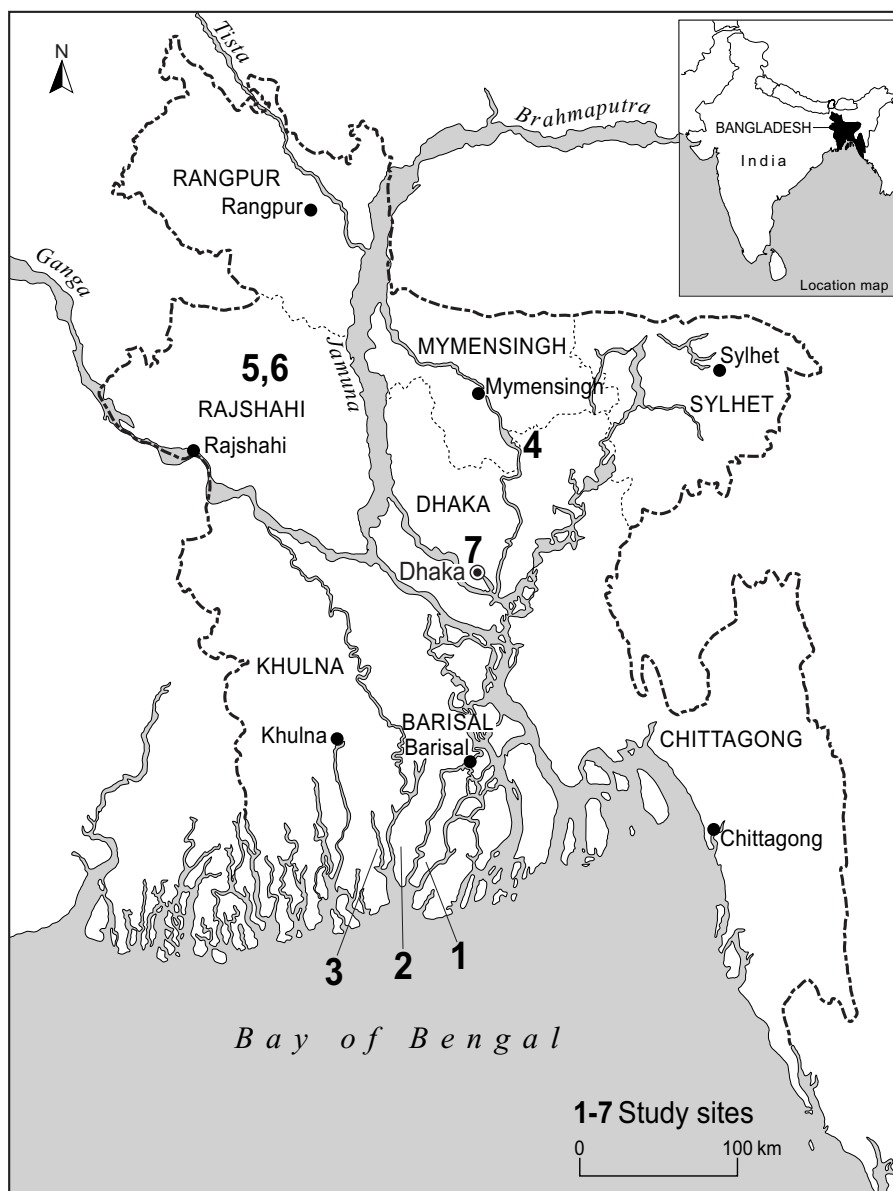 N
Tista
Brahmaputra
BANGLADESH
India
Location map
RANGPUR
Rangpur
Ganga
Jamuna
MYMENSINGH
Mymensingh
Sylhet
SYLHET
5,6
RAJSHAHI
Rajshahi
4
DHAKA
7
Dhaka
KHULNA
Khulna
BARISAL
Barisal
CHITTAGONG
Chittagong
3
2
1
Bay of Bengal
1-7 Study sites
0 100 km